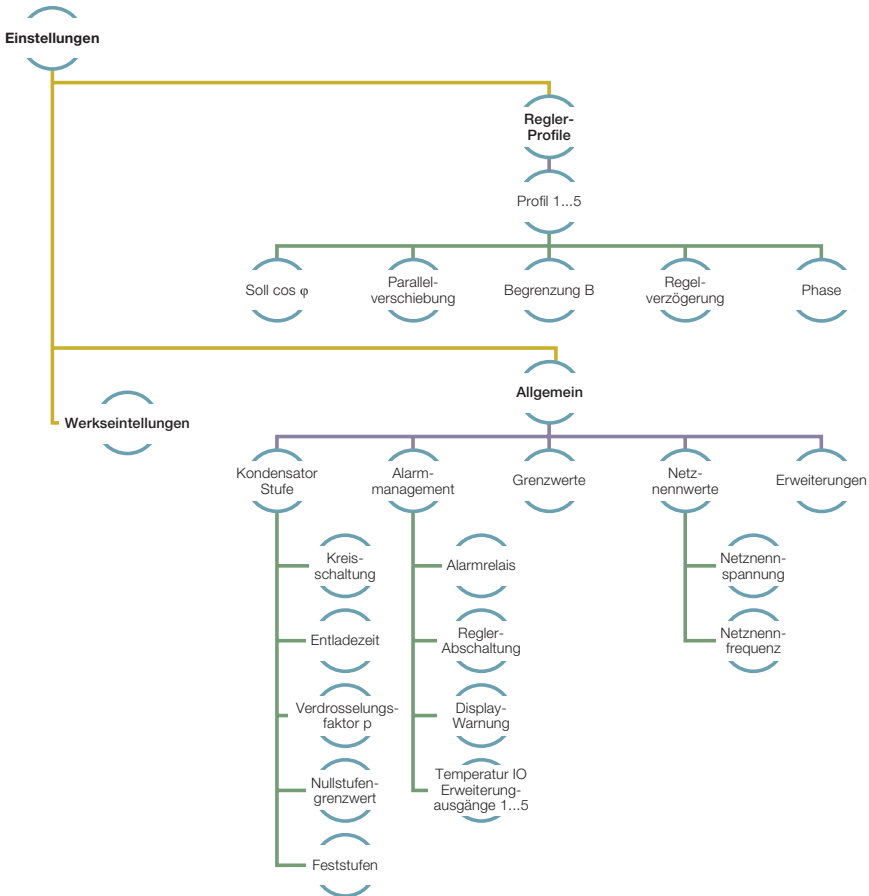 Einstellungen
Regler-
Profile
Profil 1...5
Soll cos φ
Parallel-
verschiebung
Begrenzung B
Regel-
verzögerung
Phase
Allgemein
Werkseintellungen
Kondensator
Stufe
Alarm-
management
Grenzwerte
Netz-
nennwerte
Erweiterungen
Kreis-
schaltung
Entladezeit
Verdrosselungs-
faktor p
Nullstufen-
grenzwert
Feststufen
Alarmrelais
Regler-
Abschaltung
Display-
Warnung
Temperatur IO
Erweiterung-
ausgänge 1...5
Netznenn-
spannung
Netznenn-
frequenz